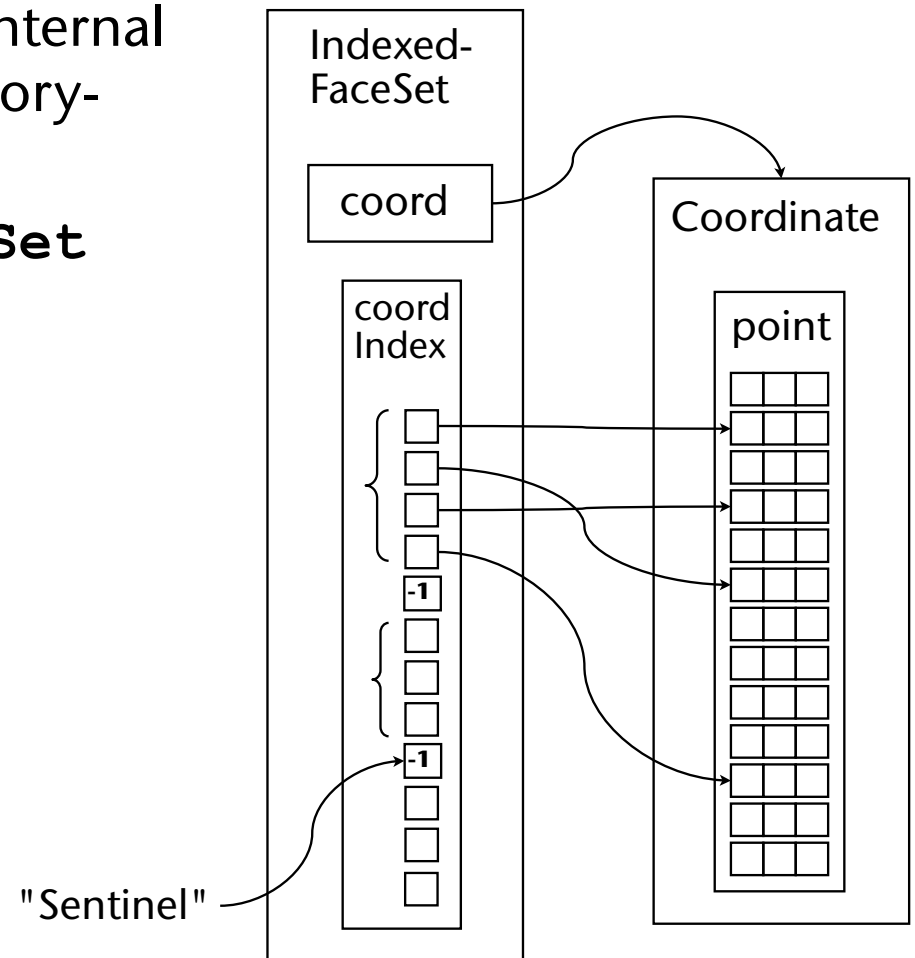 nternal
ory-
Set
Indexed-
FaceSet
coord
coord
Index
-1
-1
"Sentinel"
Coordinate
point